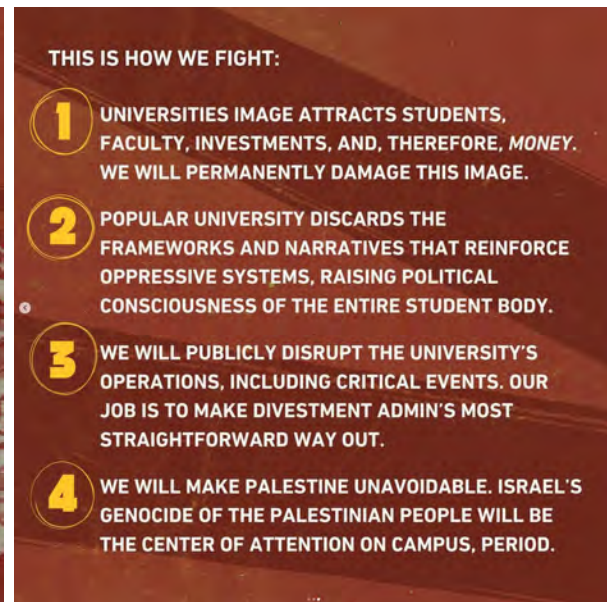 THIS IS HOW WE FIGHT:
1
UNIVERSITIES IMAGE ATTRACTS STUDENTS,
FACULTY, INVESTMENTS, AND, THEREFORE, MONEY.
WE WILL PERMANENTLY DAMAGE THIS IMAGE.
2
POPULAR UNIVERSITY DISCARDS THE
FRAMEWORKS AND NARRATIVES THAT REINFORCE
OPPRESSIVE SYSTEMS, RAISING POLITICAL
CONSCIOUSNESS OF THE ENTIRE STUDENT BODY.
3
WE WILL PUBLICLY DISRUPT THE UNIVERSITY'S
OPERATIONS, INCLUDING CRITICAL EVENTS. OUR
JOB IS TO MAKE DIVESTMENT ADMIN'S MOST
STRAIGHTFORWARD WAY OUT.
4
WE WILL MAKE PALESTINE UNAVOIDABLE. ISRAEL'S
GENOCIDE OF THE PALESTINIAN PEOPLE WILL BE
THE CENTER OF ATTENTION ON CAMPUS, PERIOD.